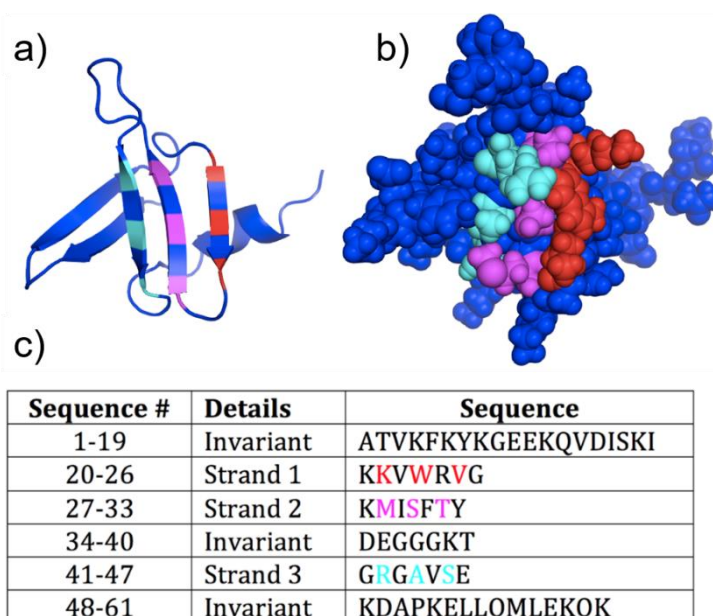 a)
b)
c)
Sequence # Details Sequence
1-19 Invariant ATVKFKYKGEEKQVDISKI
20-26 Strand 1 KKVWRVG
27-33 Strand 2 KMISFTY
34-40 Invariant DEGGGKT
41-47 Strand 3 GRGAVSE
48-61 Invariant KDAPKELLQMLEKQK